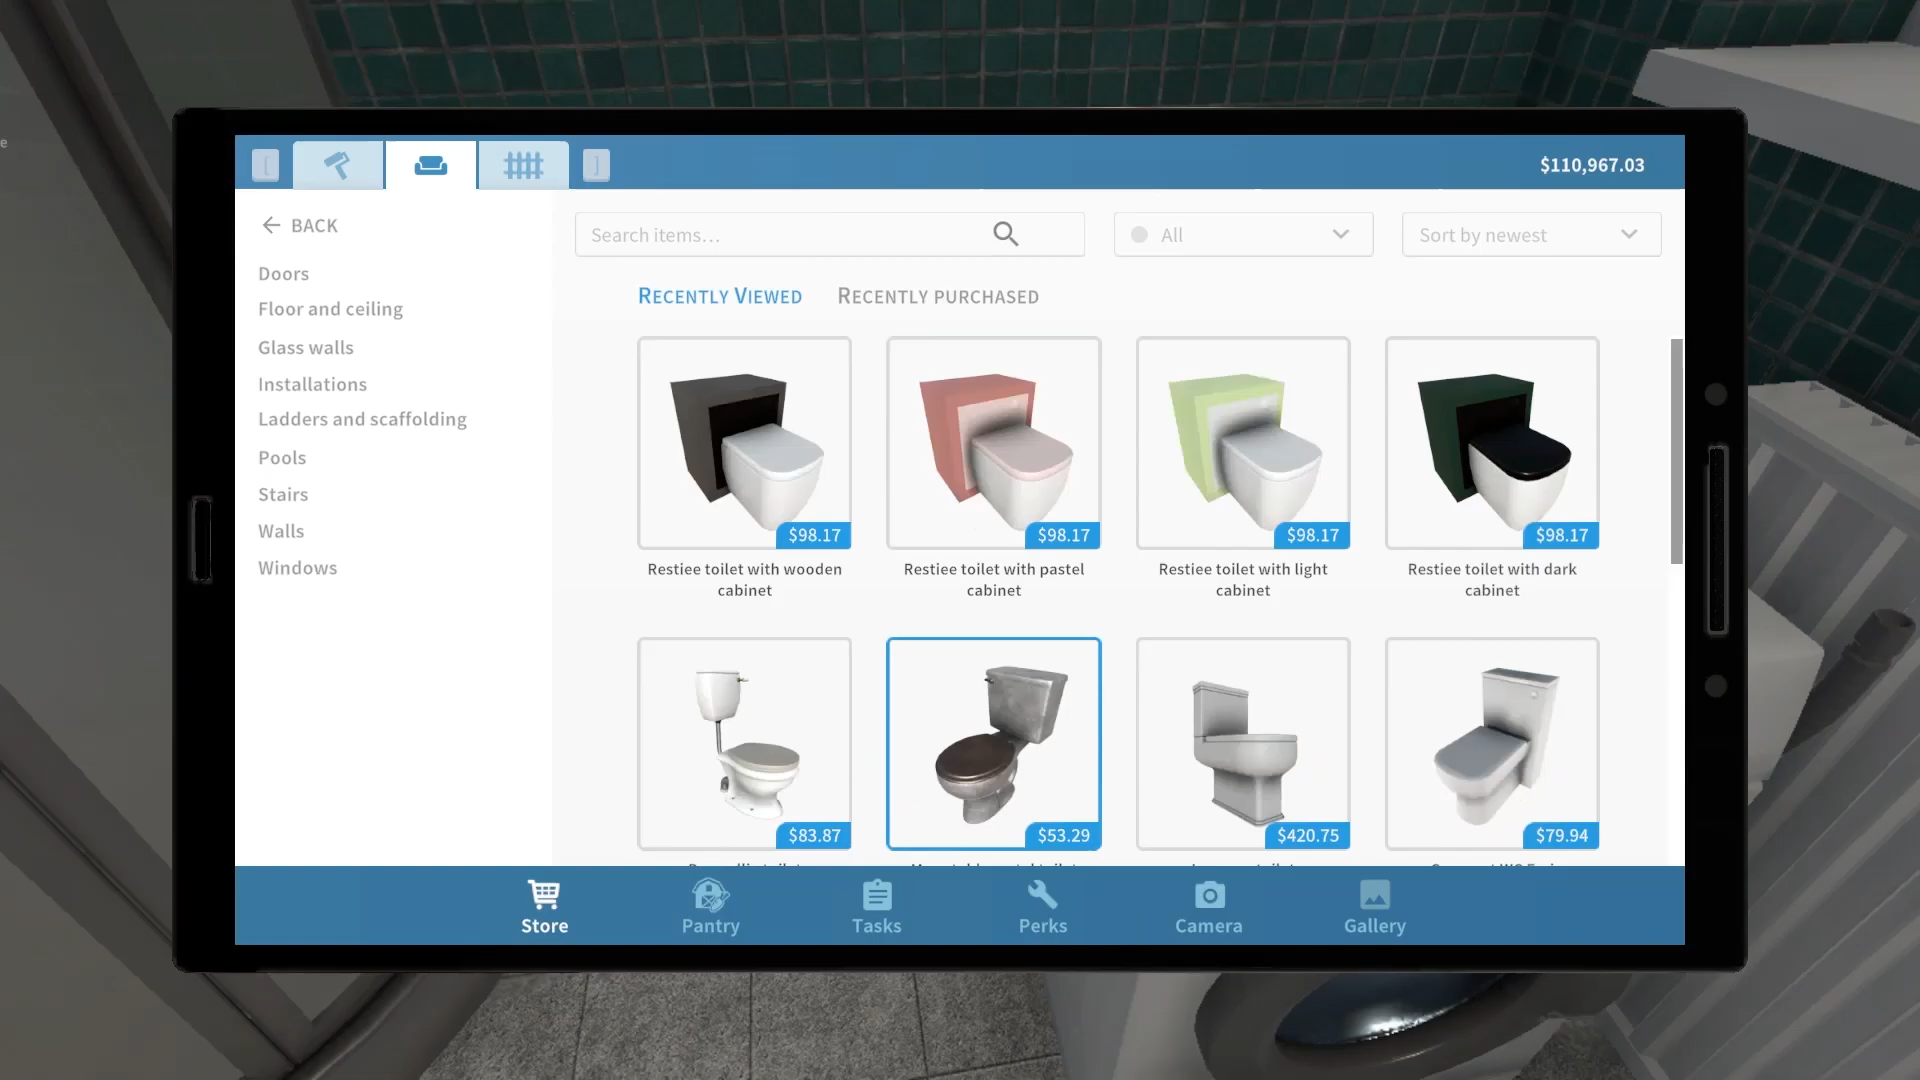 [
]
$110,967.03
e
BACK
Search items...
All
Sort by newest
Doors
Floor and ceiling
Glass walls
Installations
Ladders and scaffolding
Pools
Stairs
Walls
Windows
RECENTLY VIEWED
RECENTLY PURCHASED
$98.17
$98.17
$98.17
$98.17
Restiee toilet with wooden
cabinet
Restiee toilet with pastel
cabinet
Restiee toilet with light
cabinet
Restiee toilet with dark
cabinet
$83.87
$53.29
$420.75
$79.94
Store
Pantry
Tasks
Perks
Camera
Gallery